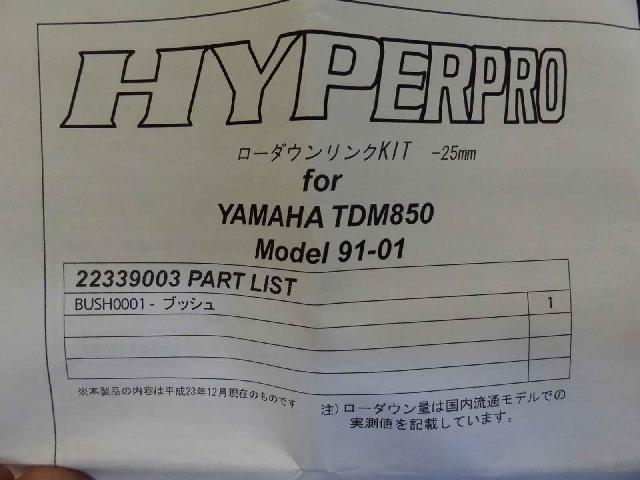 HYPERPRO
ローダウンリンクKIT -25mm
for
YAMAHA TDM850
Model 91-01
22339003 PART LIST
BUSH0001 - ブッシュ 1
※本製品の内容は平成23年12月現在のものです
注）ローダウン量は国内流通モデルでの
実測値を記載しています。